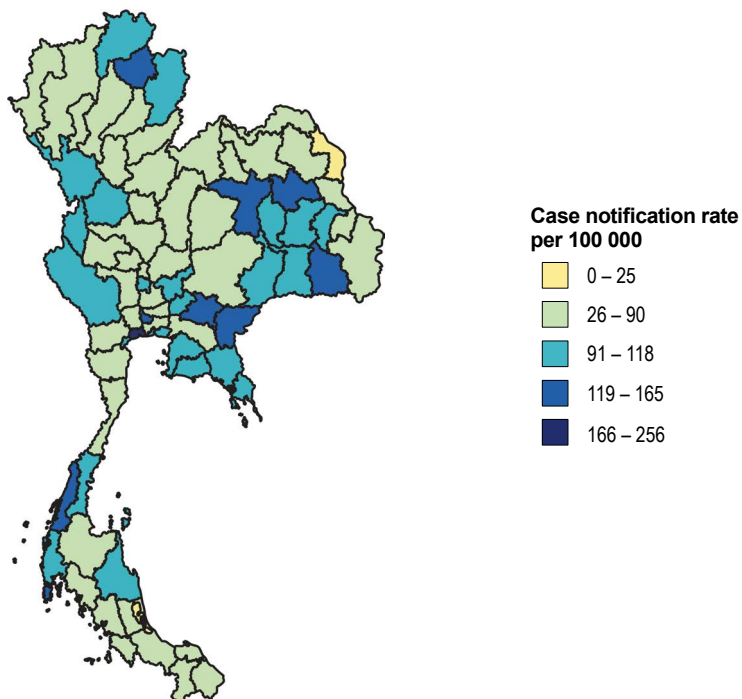 Case notification rate
per 100 000
0 – 25
26 – 90
91 – 118
119 – 165
166 – 256